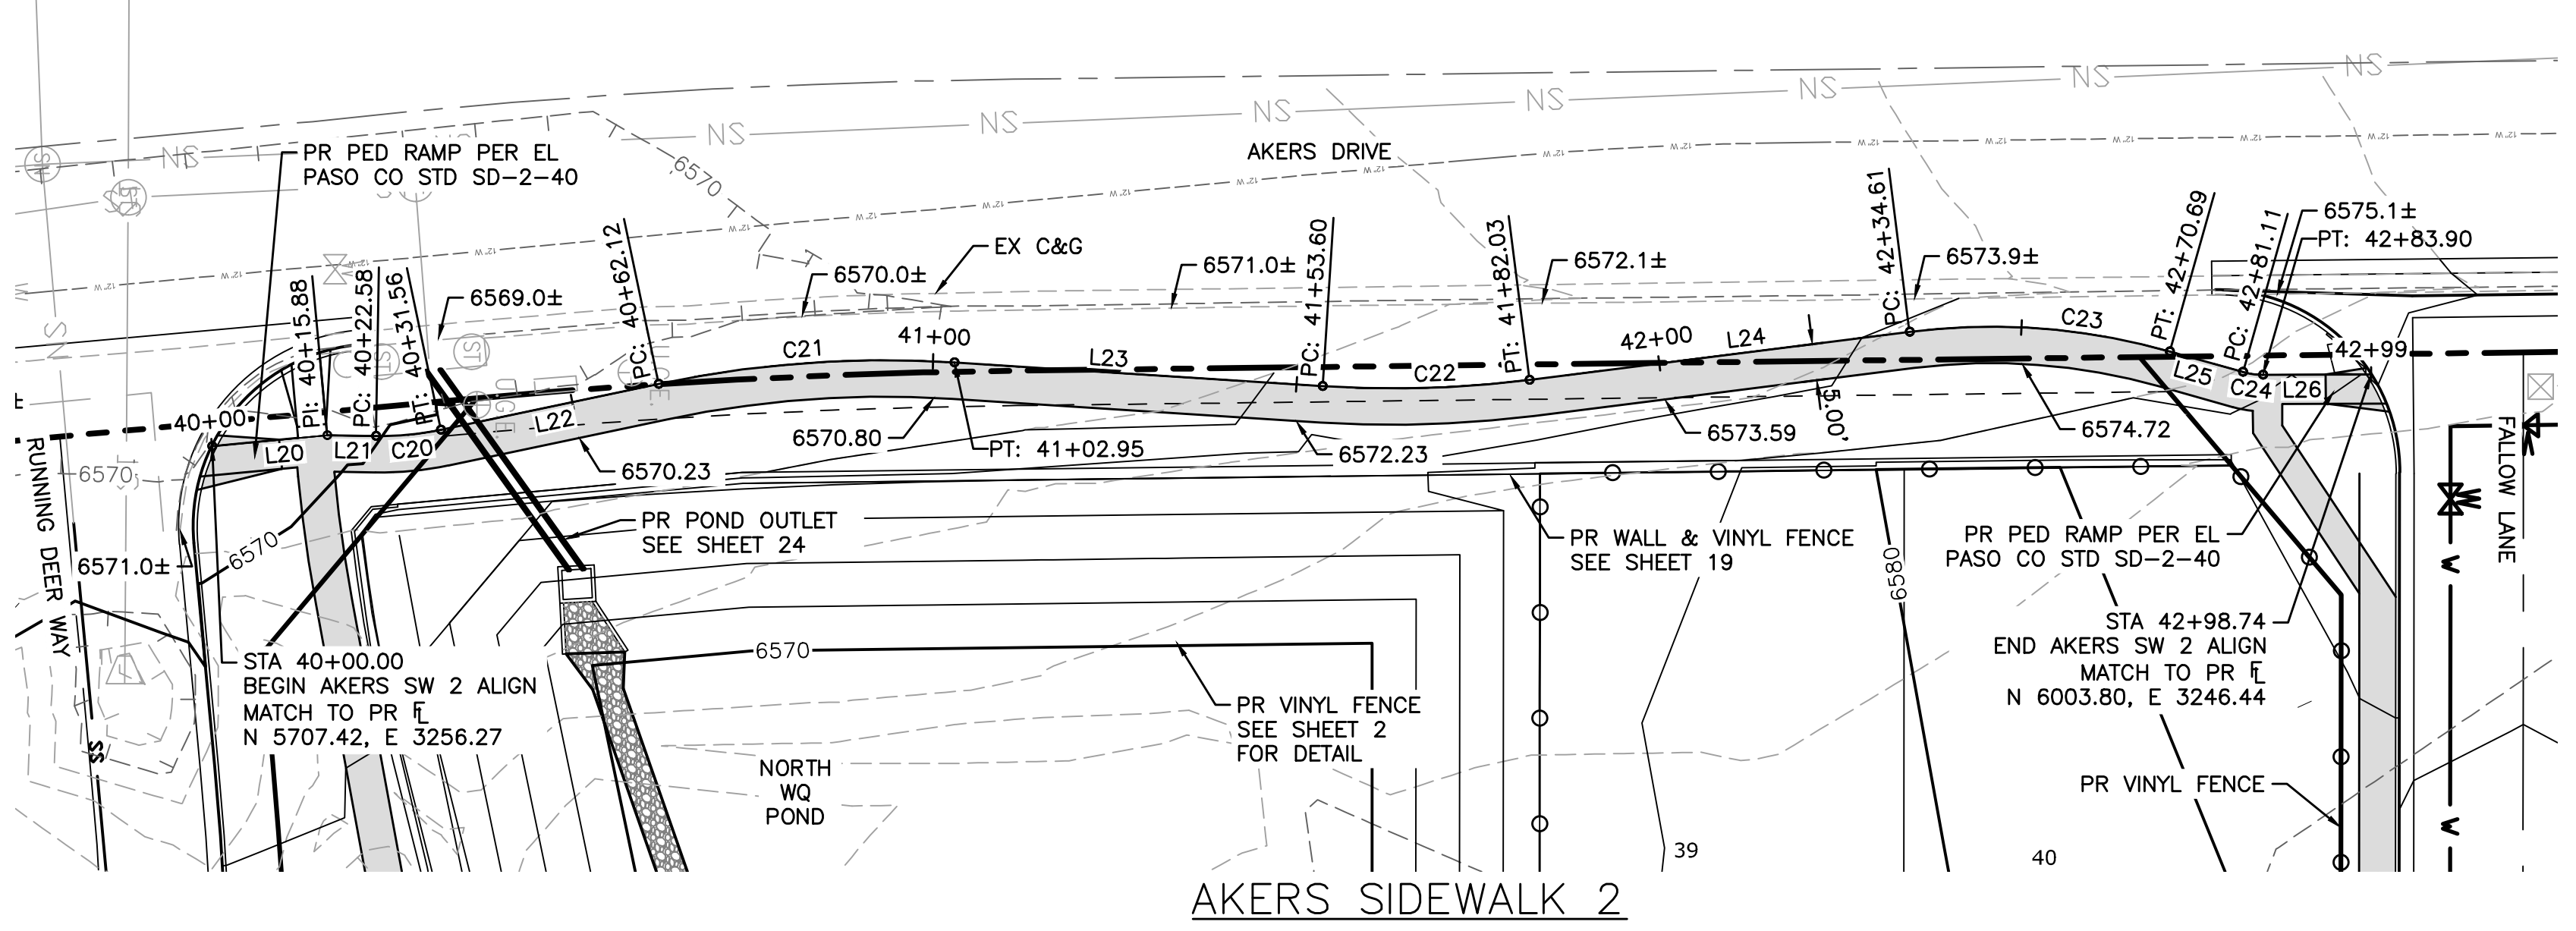 NS
NS
NS
NS
NS
NS
NS
NS
AKERS DRIVE
PR PED RAMP PER EL
PASO CO STD SD-2-40
6570
EX C&G
6569.0±
6570.0±
6571.0±
6572.1±
6573.9±
6575.1±
PT: 42+83.90
PI: 40+15.88
PC: 40+22.58
PT: 40+31.56
PC: 40+62.12
PC: 41+53.60
PT: 41+82.03
PC: 42+34.61
PT: 42+70.69
PC: 42+81.11
40+00
41+00
42+00
42+99
L20
L21
C20
L22
C21
L23
C22
L24
C23
L25
C24
L26
5.00'
6570.23
6570.80
PT: 41+02.95
6572.23
6573.59
6574.72
6570
6571.0±
6570
RUNNING DEER WAY
FALLOW LANE
PR POND OUTLET
SEE SHEET 24
PR WALL & VINYL FENCE
SEE SHEET 19
6580
PR PED RAMP PER EL
PASO CO STD SD-2-40
STA 40+00.00
BEGIN AKERS SW 2 ALIGN
MATCH TO PR FL
N 5707.42, E 3256.27
6570
PR VINYL FENCE
SEE SHEET 2
FOR DETAIL
STA 42+98.74
END AKERS SW 2 ALIGN
MATCH TO PR FL
N 6003.80, E 3246.44
NORTH
WQ
POND
PR VINYL FENCE
SS
W
W
39
40
AKERS SIDEWALK 2